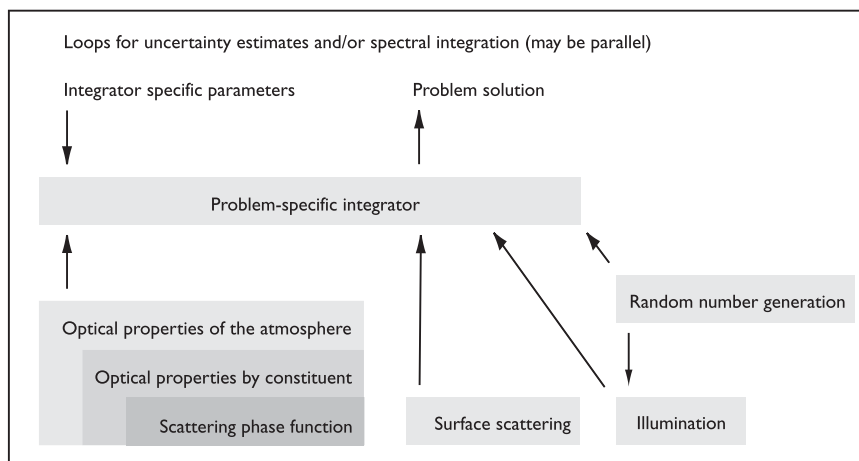 Loops for uncertainty estimates and/or spectral integration (may be parallel)
Integrator specific parameters
Problem solution
Problem-specific integrator
Random number generation
Optical properties of the atmosphere
Optical properties by constituent
Scattering phase function
Surface scattering
Illumination